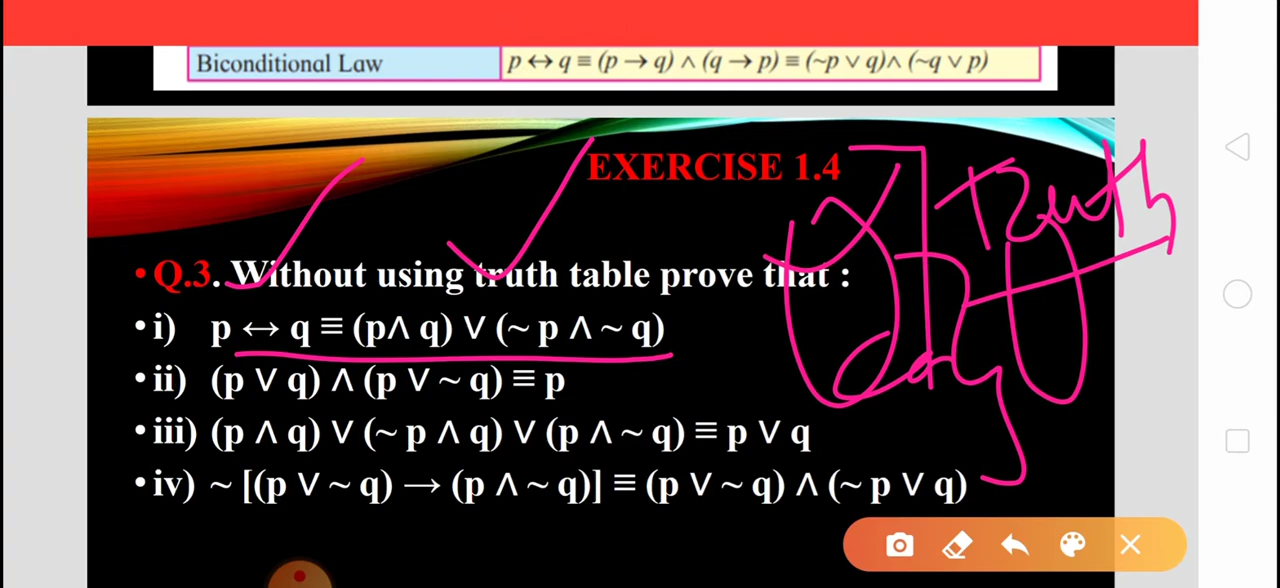 Biconditional Law p ↔ q ≡ (p → q) ∧ (q → p) ≡ (~p ∨ q)∧ (~q ∨ p)
EXERCISE 1.4
Truth
• Q.3. Without using truth table prove that :
• i) p ↔ q ≡ (p∧ q) ∨ (~ p ∧ ~ q)
• ii) (p ∨ q) ∧ (p ∨ ~ q) ≡ p
• iii) (p ∧ q) ∨ (~ p ∧ q) ∨ (p ∧ ~ q) ≡ p ∨ q
• iv) ~ [(p ∨ ~ q) → (p ∧ ~ q)] ≡ (p ∨ ~ q) ∧ (~ p ∨ q)